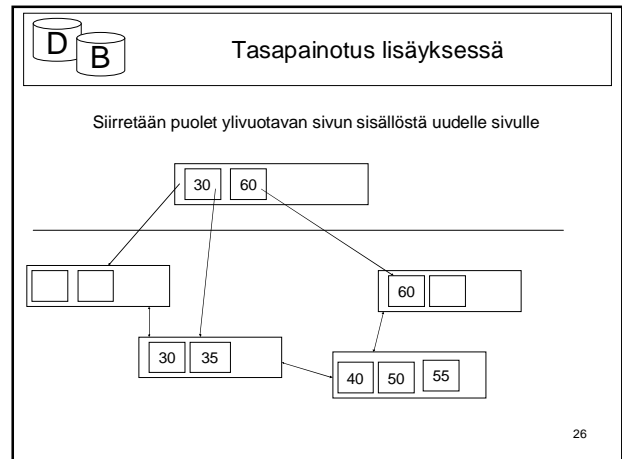 D
B
Tasapainotus lisäyksessä
Siirretään puolet ylivuotavan sivun sisällöstä uudelle sivulle
30 60
60
30 35
40 50 55
26